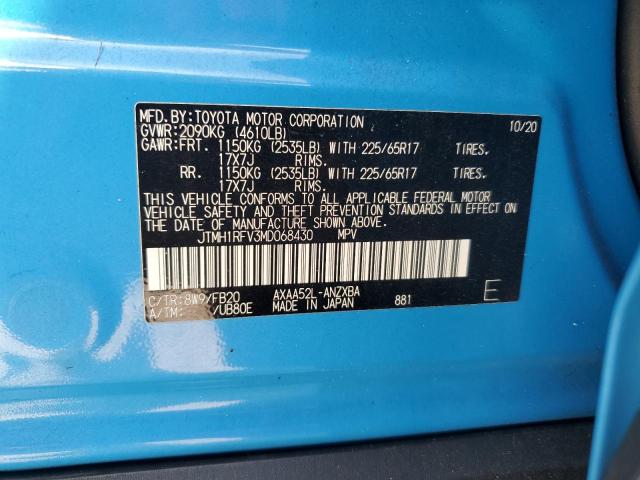 MFD. BY: TOYOTA MOTOR CORPORATION 10/20
GVWR: 2090KG (4610LB)
GAWR: FRT. 1150KG (2535LB) WITH 225/65R17 TIRES.
17X7J RIMS.
RR. 1150KG (2535LB) WITH 225/65R17 TIRES.
17X7J RIMS.
THIS VEHICLE CONFORMS TO ALL APPLICABLE FEDERAL MOTOR
VEHICLE SAFETY AND THEFT PREVENTION STANDARDS IN EFFECT ON
THE DATE OF MANUFACTURE SHOWN ABOVE.
JTMH1RFV3MD068430 MPV
C/TR: 8W9/FB20 AXAA52L-ANZXBA
A/TM: /UB80E MADE IN JAPAN 881 E